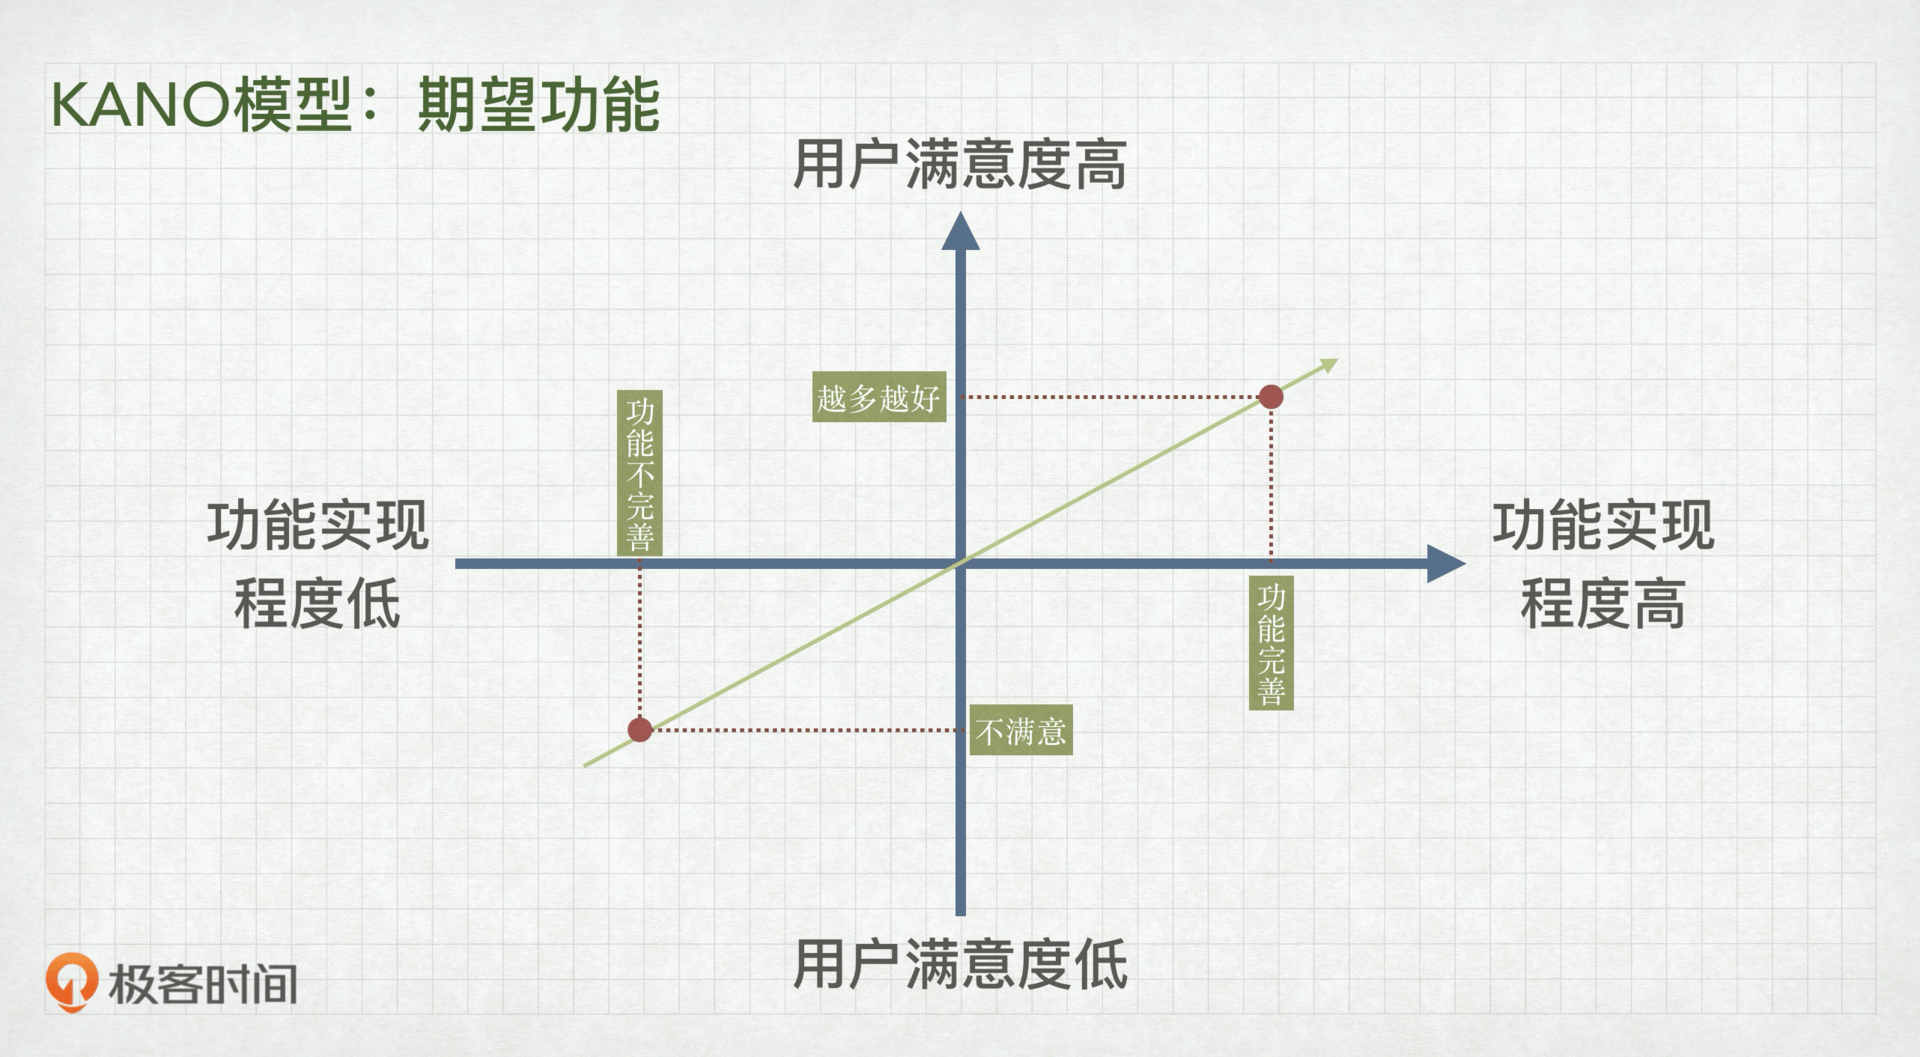 KANO模型：期望功能
用户满意度高
越多越好
功能不完善
功能实现
程度低
功能实现
程度高
功能完善
不满意
用户满意度低
极客时间